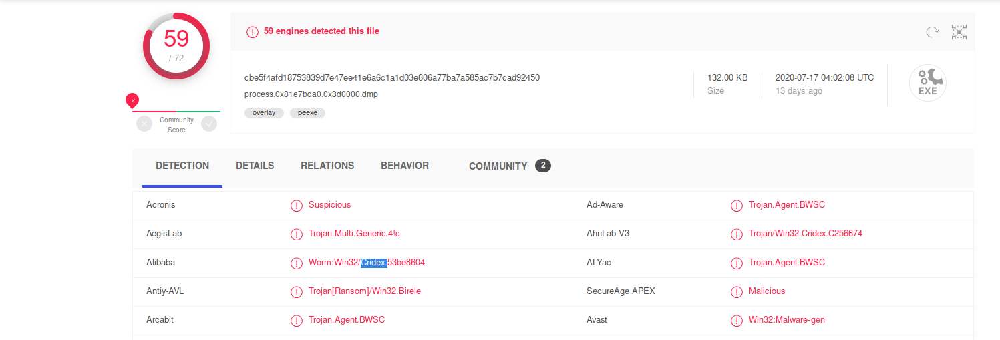 59
/ 72
59 engines detected this file
cbe5f4afd18753839d7e47ee41e6a6c1a1d03e806a77ba7a585ac7b7cad92450
process.0x81e7bda0.0x3d0000.dmp
overlay peexe
132.00 KB
Size
2020-07-17 04:02:08 UTC
13 days ago
EXE
Community
Score
DETECTION DETAILS RELATIONS BEHAVIOR COMMUNITY 2
Acronis Suspicious Ad-Aware Trojan.Agent.BWSC
AegisLab Trojan.Multi.Generic.4!c AhnLab-V3 Trojan/Win32.Cridex.C256674
Alibaba Worm:Win32/Cridex.53be8604 ALYac Trojan.Agent.BWSC
Antiy-AVL Trojan[Ransom]/Win32.Birele SecureAge APEX Malicious
Arcabit Trojan.Agent.BWSC Avast Win32:Malware-gen